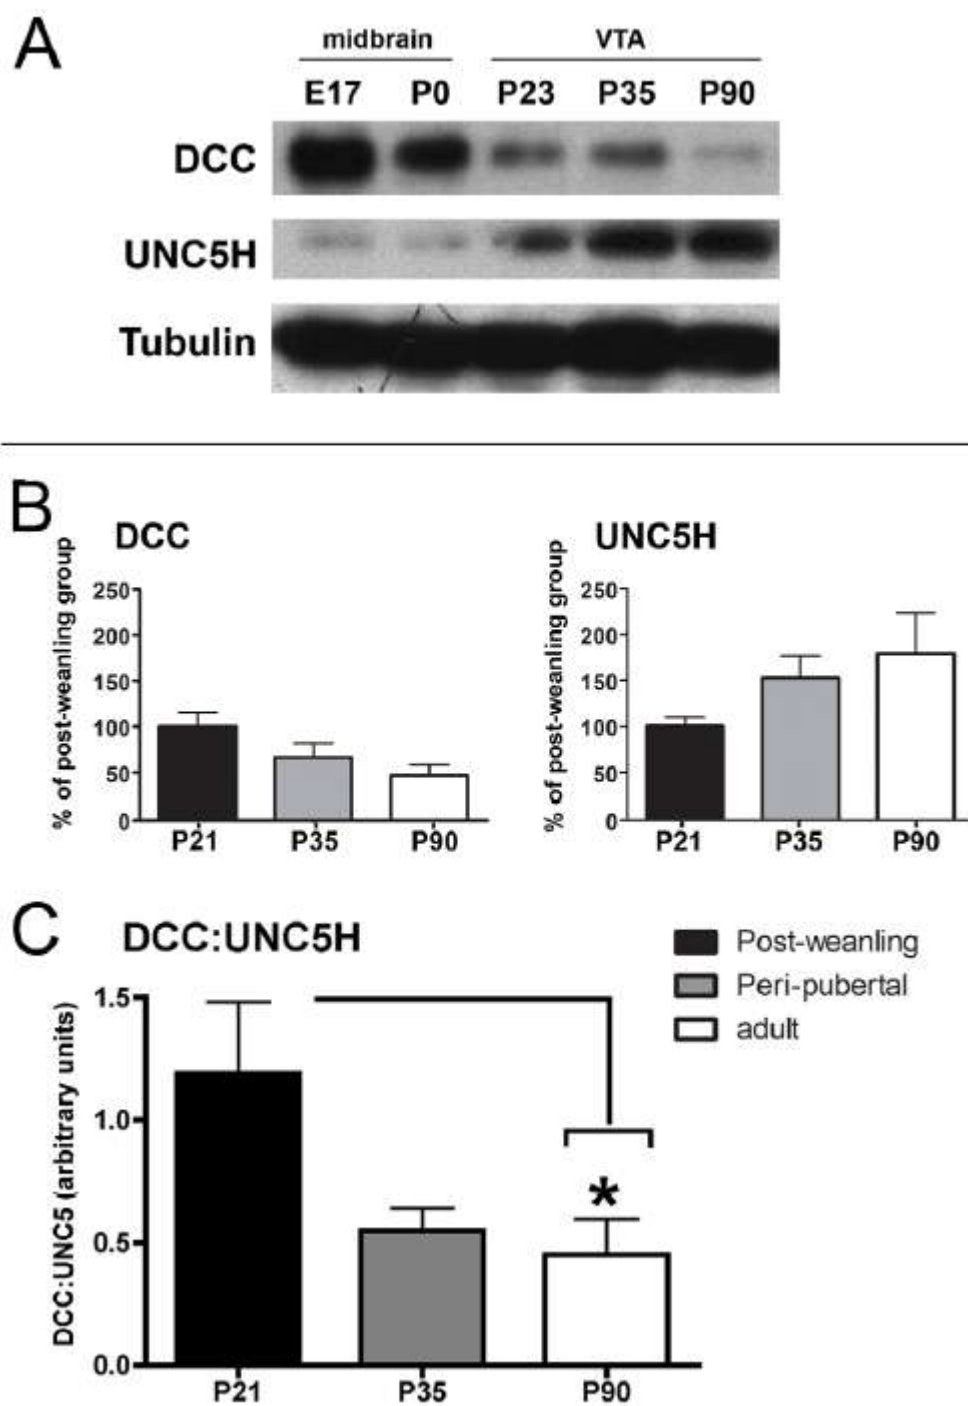 A
midbrain VTA
E17 P0 P23 P35 P90
DCC
UNC5H
Tubulin
B
DCC
% of post-weanling group
250
200
150
100
50
0
P21 P35 P90
UNC5H
% of post-weanling group
250
200
150
100
50
0
P21 P35 P90
C
DCC:UNC5H
DCC:UNC5 (arbitrary units)
1.5
1.0
0.5
0.0
P21 P35 P90
*
Post-weanling
Peri-pubertal
adult